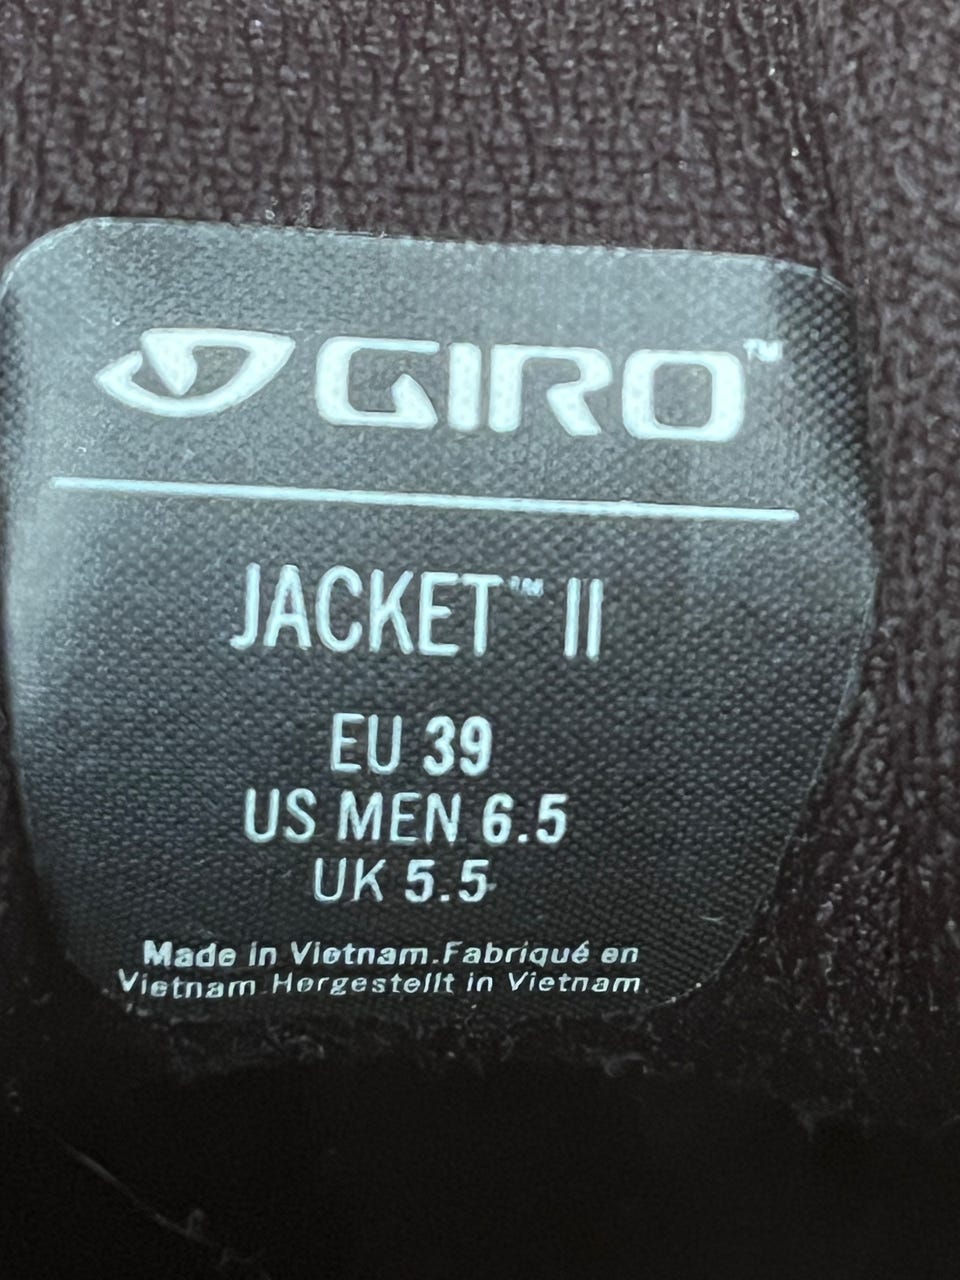 GIRO™
JACKET™ II
EU 39
US MEN 6.5
UK 5.5
Made in Vietnam.Fabriqué en
Vietnam.Hergestellt in Vietnam.